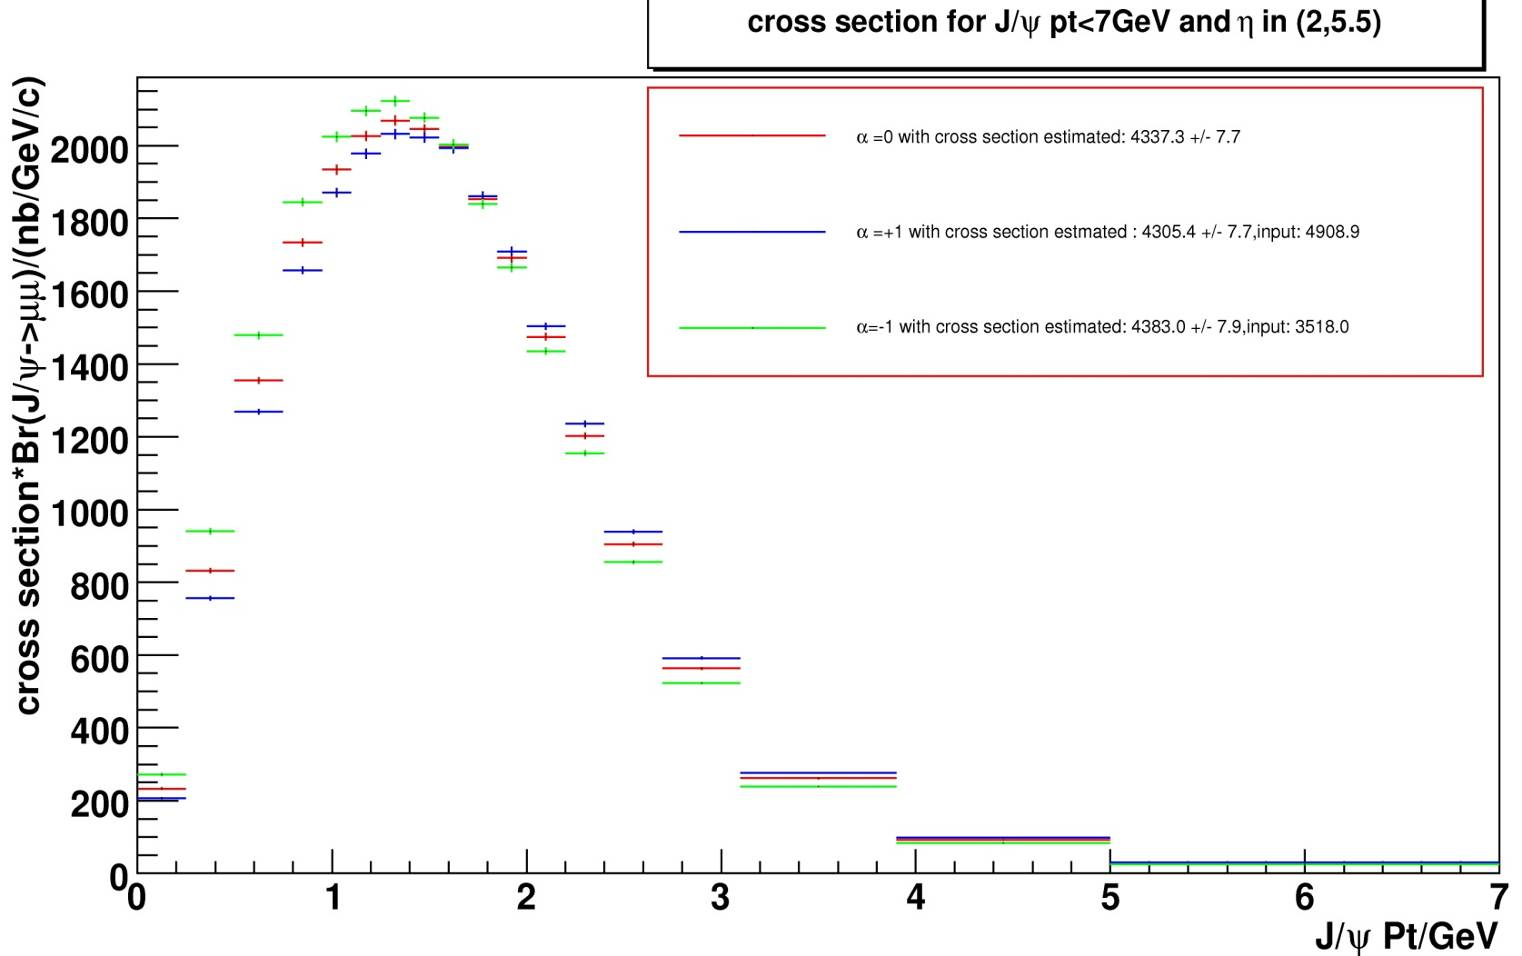 cross section for J/ψ pt<7GeV and η in (2,5.5)
cross section*Br(J/ψ->μμ)/(nb/GeV/c)
α =0 with cross section estimated: 4337.3 +/- 7.7
α =+1 with cross section estmated : 4305.4 +/- 7.7,input: 4908.9
α=-1 with cross section estimated: 4383.0 +/- 7.9,input: 3518.0
2000
1800
1600
1400
1200
1000
800
600
400
200
0
0 1 2 3 4 5 6 7
J/ψ Pt/GeV